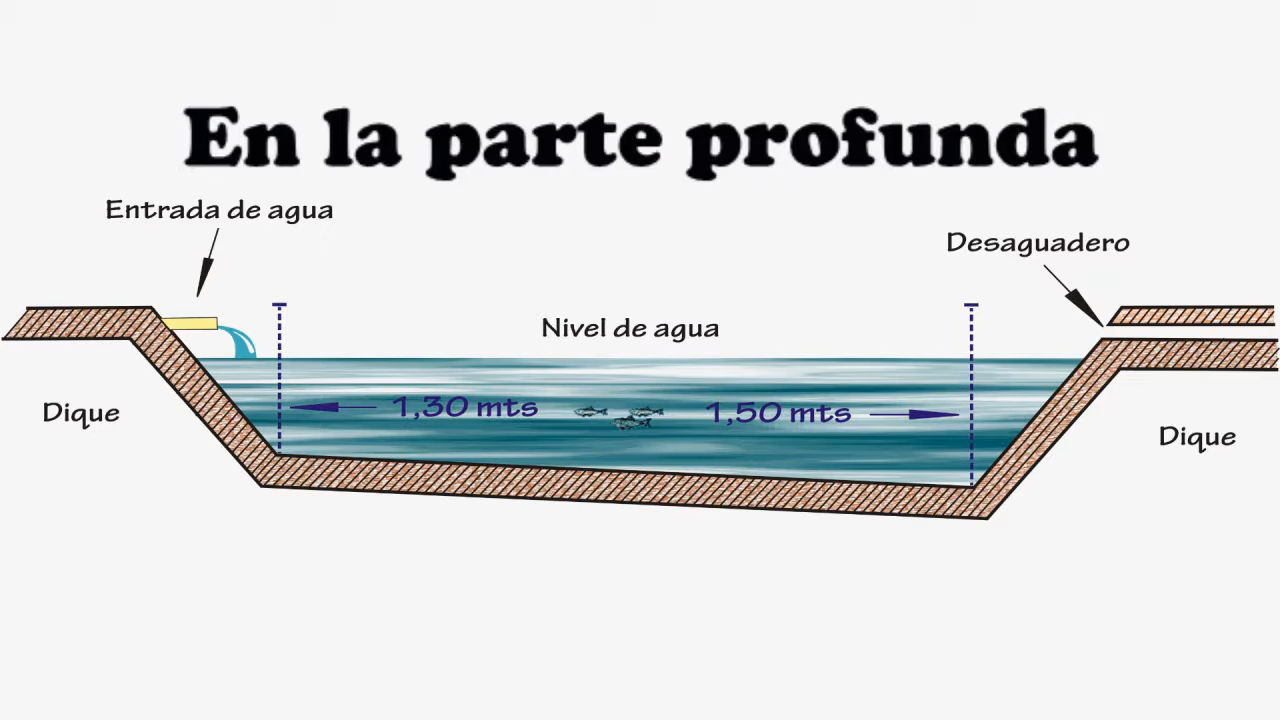 En la parte profunda
Entrada de agua
Desaguadero
Nivel de agua
Dique
1,30 mts
1,50 mts
Dique